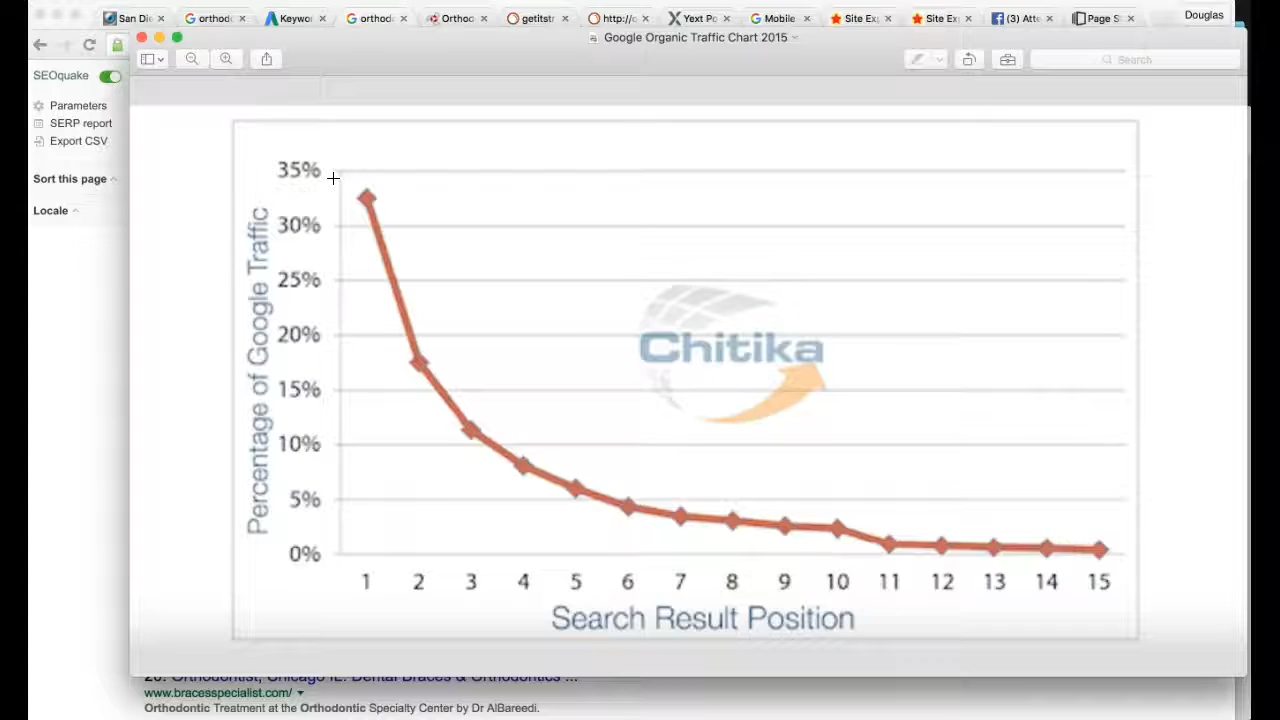 San Di
orthod
Keywor
orthod
Orthod
getitsi
http://c
Yext Po
Mobile
Site Ex
Site Ex
(3) Att
Page S
Douglas
Google Organic Traffic Chart 2015
Search
SEOquake
Parameters
SERP report
Export CSV
Sort this page
Locale
Percentage of Google Traffic
35%
30%
25%
20%
15%
10%
5%
0%
Chitika
1 2 3 4 5 6 7 8 9 10 11 12 13 14 15
Search Result Position
20. Orthodontist, Chicago IL: Dental Braces & Orthodontics ...
www.bracesspecialist.com/
Orthodontic Treatment at the Orthodontic Specialty Center by Dr AlBareedi.